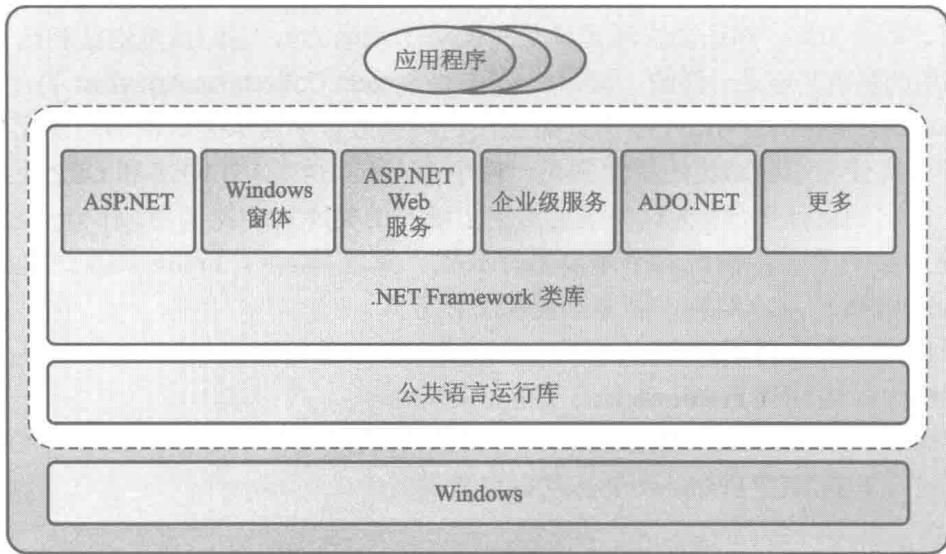 应用程序
ASP.NET
Windows
窗体
ASP.NET
Web
服务
企业级服务
ADO.NET
更多
.NET Framework 类库
公共语言运行库
Windows